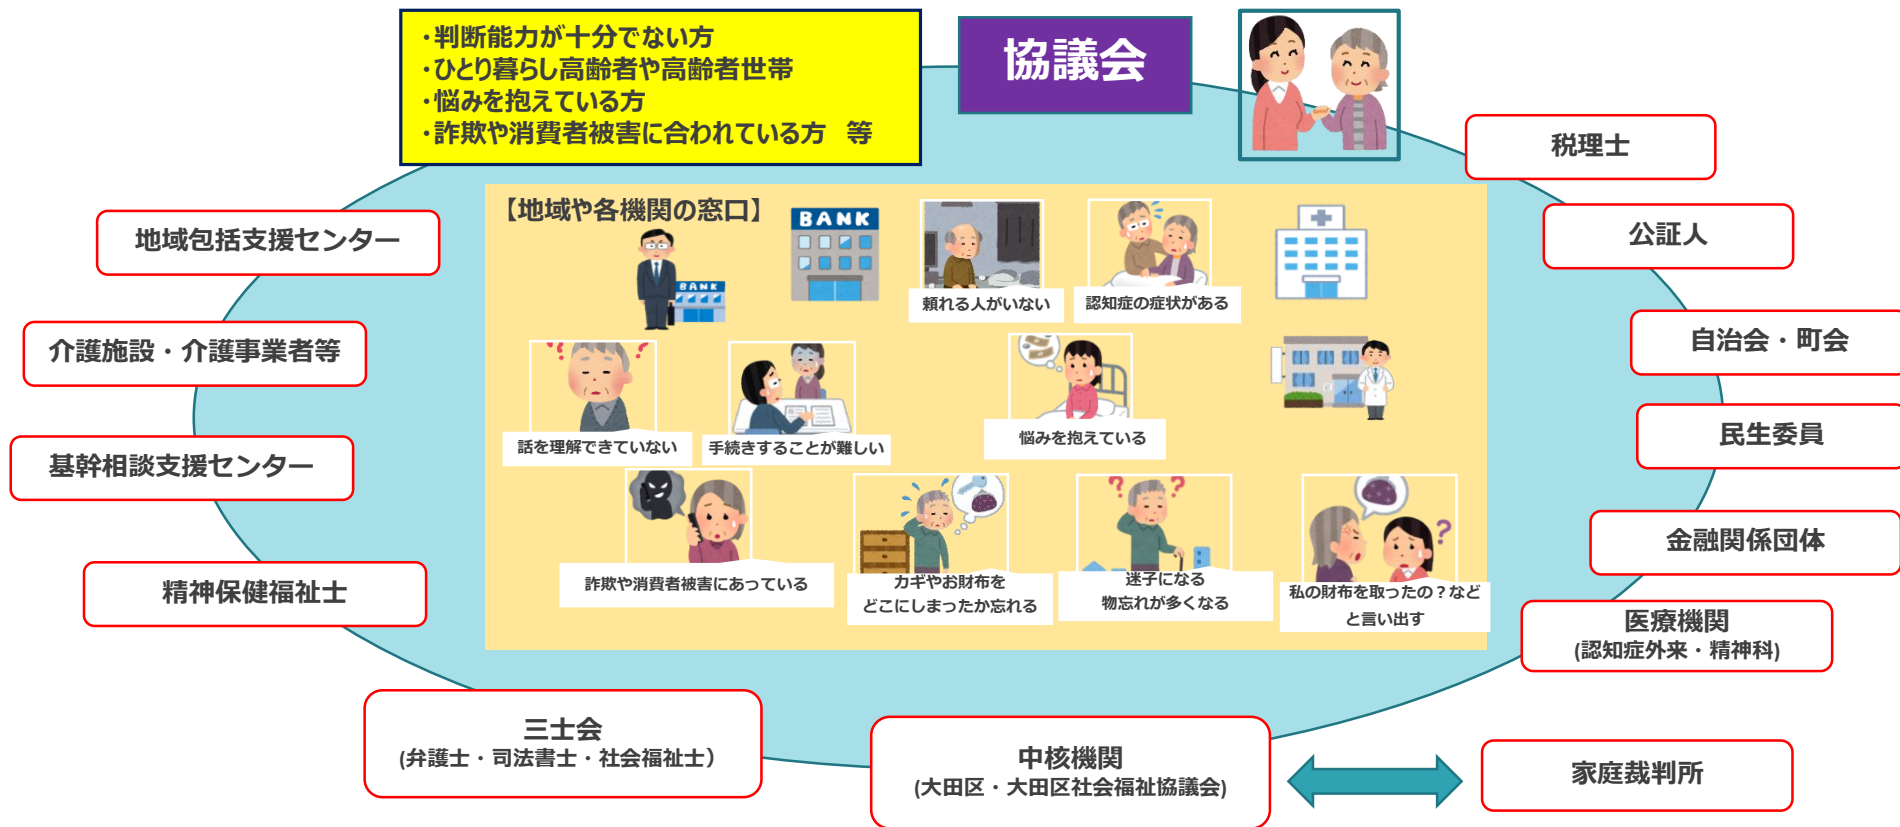 ・判断能力が十分でない方
・ひとり暮らし高齢者や高齢者世帯
・悩みを抱えている方
・詐欺や消費者被害に合われている方 等
協議会
税理士
公証人
自治会・町会
民生委員
金融関係団体
医療機関
(認知症外来・精神科)
地域包括支援センター
介護施設・介護事業者等
基幹相談支援センター
精神保健福祉士
三士会
(弁護士・司法書士・社会福祉士）
中核機関
(大田区・大田区社会福祉協議会)
家庭裁判所
【地域や各機関の窓口】
BANK
BANK
頼れる人がいない
認知症の症状がある
話を理解できていない
手続きすることが難しい
悩みを抱えている
詐欺や消費者被害にあっている
カギやお財布を
どこにしまったか忘れる
迷子になる
物忘れが多くなる
私の財布を取ったの？など
と言い出す